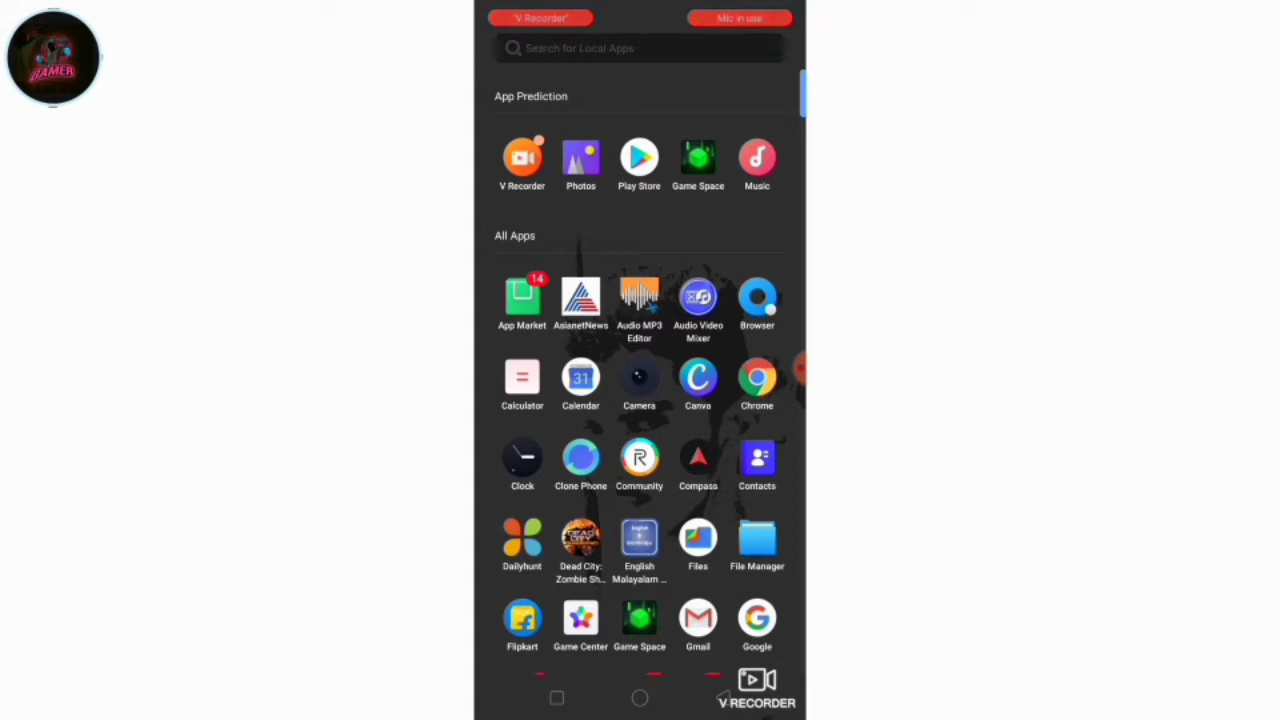 "V Recorder"
Mic in use
Search for Local Apps
GAMER
App Prediction
V Recorder
Photos
Play Store
Game Space
Music
All Apps
14
App Market
AsianetNews
Audio MP3
Editor
Audio Video
Mixer
Browser
Calculator
31
Calendar
Camera
Canva
Chrome
Clock
Clone Phone
Community
Compass
Contacts
DEAD
CITY
English
Dailyhunt
Dead City:
Zombie Sh...
English
Malayalam ...
Files
File Manager
Flipkart
Game Center
Game Space
Gmail
Google
V RECORDER